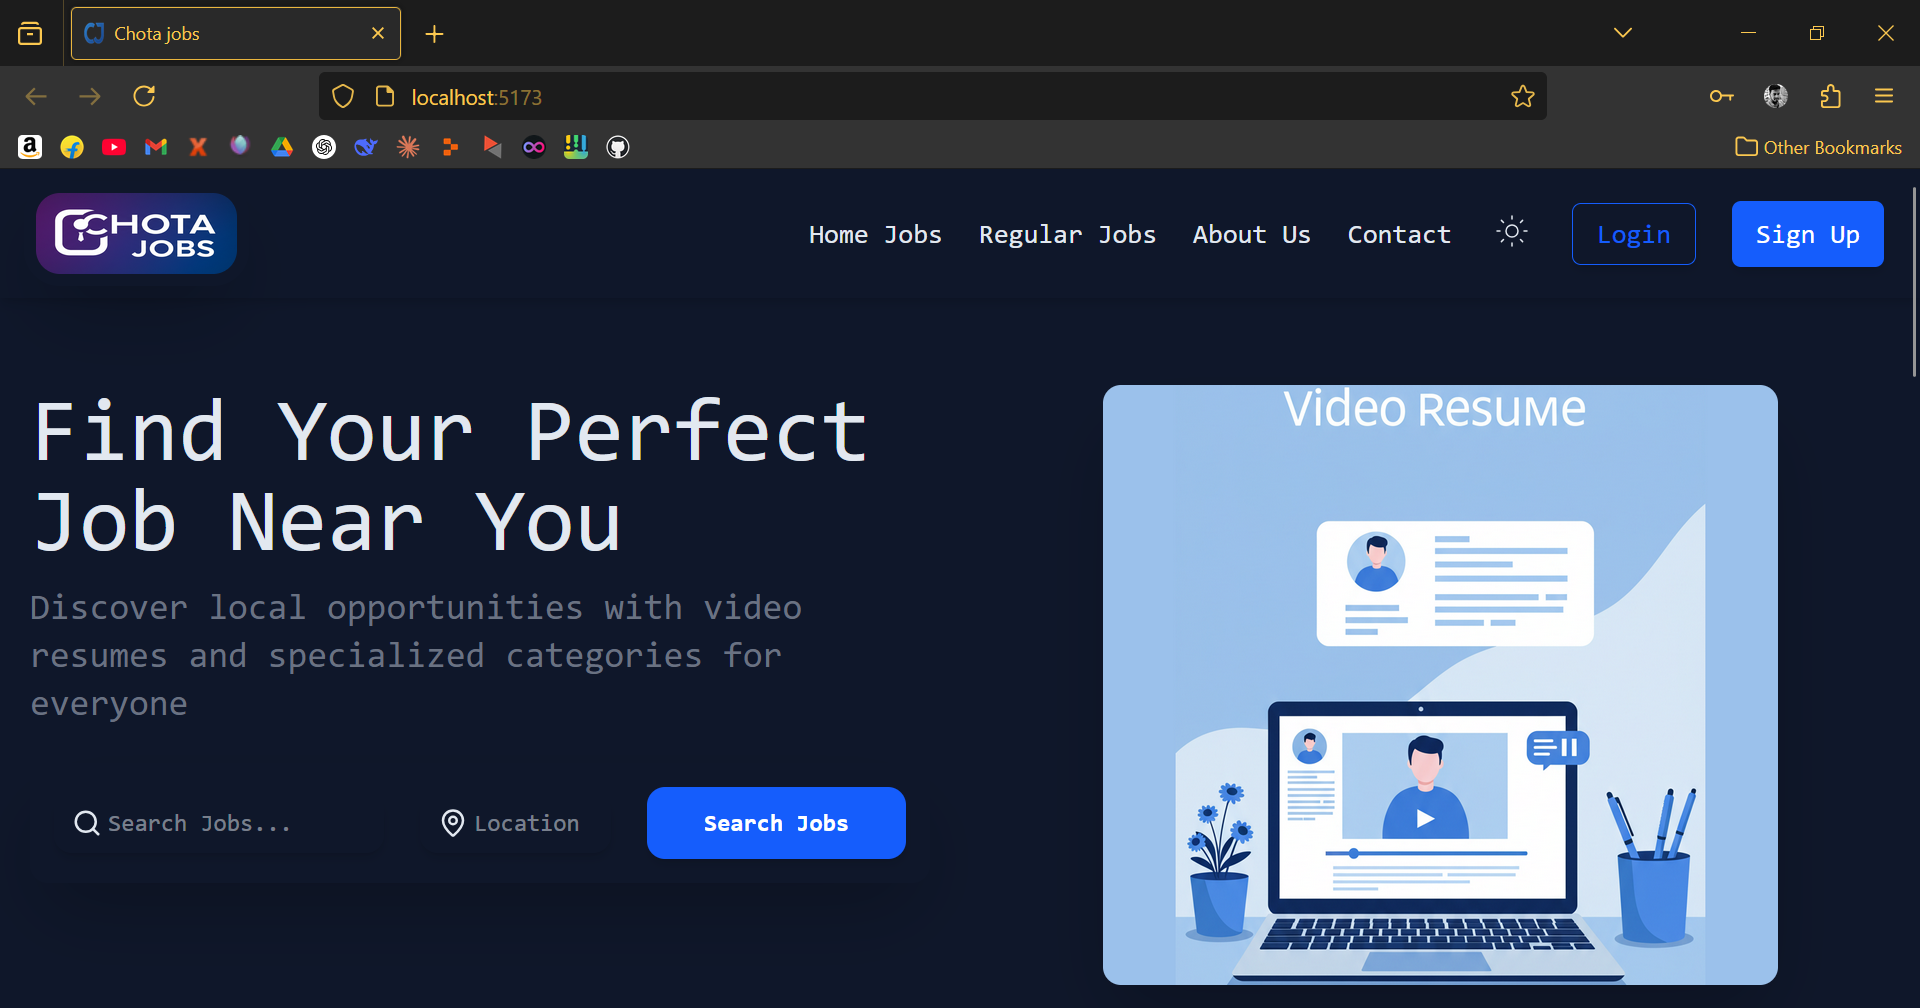 Chota jobs
localhost:5173
Other Bookmarks
CHOTA
JOBS
Home Jobs
Regular Jobs
About Us
Contact
Login
Sign Up
Find Your Perfect
Job Near You
Discover local opportunities with video
resumes and specialized categories for
everyone
Search Jobs...
Location
Search Jobs
Video Resume